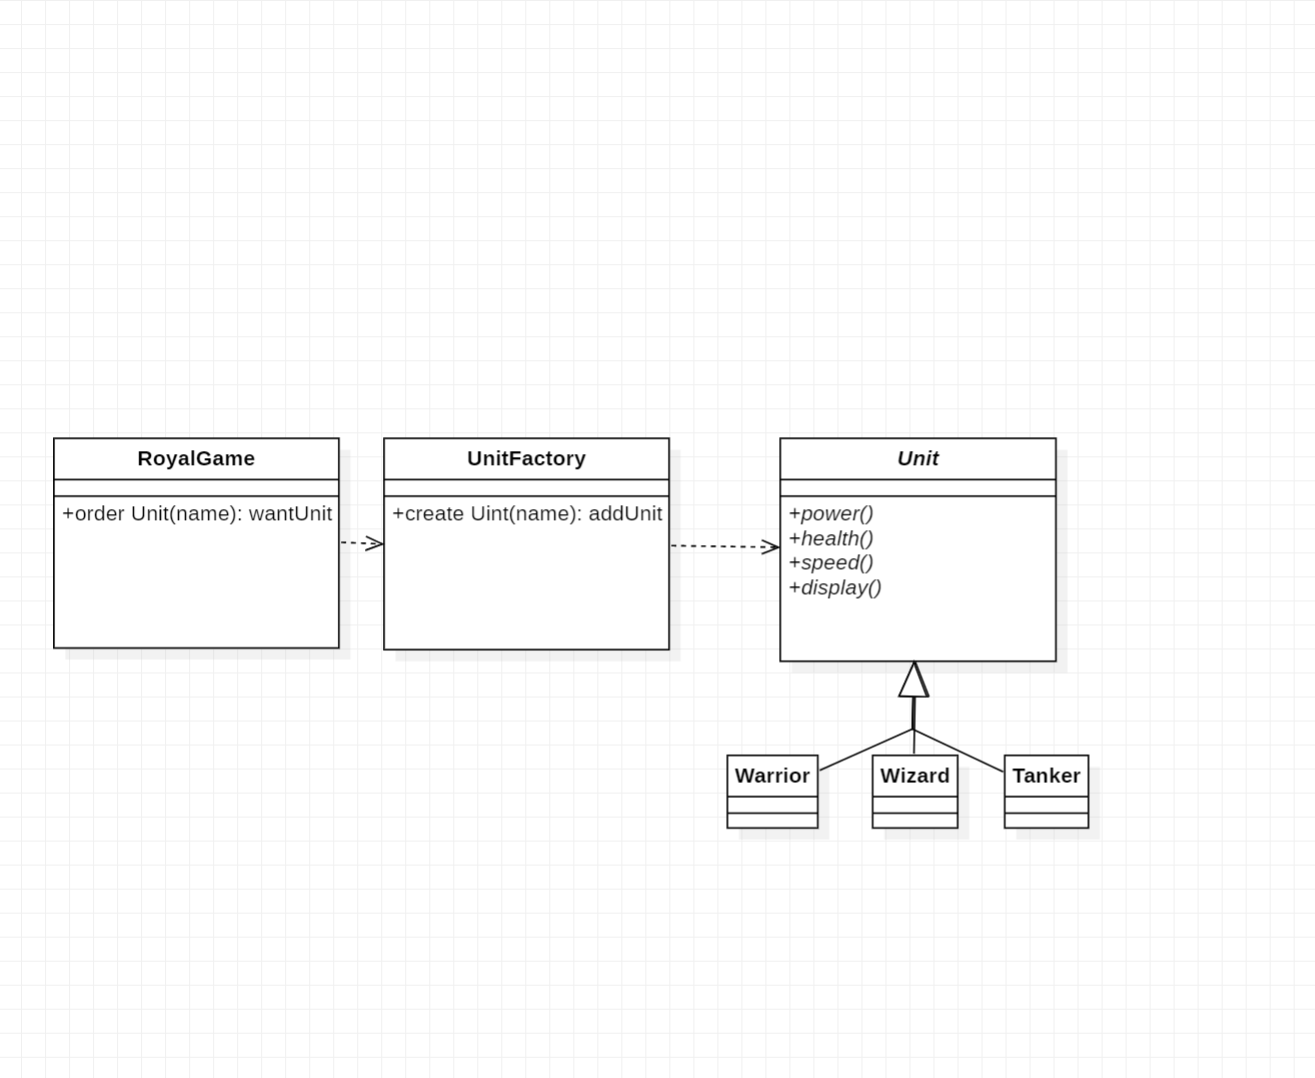 RoyalGame
+order Unit(name): wantUnit
UnitFactory
+create Uint(name): addUnit
Unit
+power()
+health()
+speed()
+display()
Warrior
Wizard
Tanker